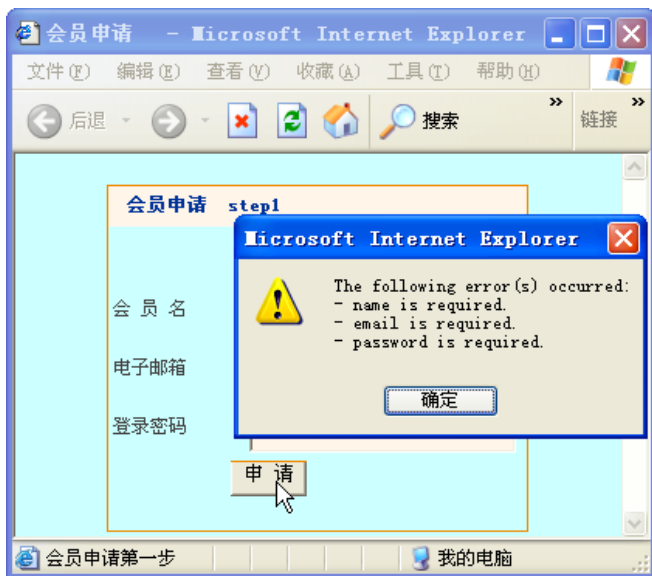 会员申请 - Microsoft Internet Explorer
文件(F) 编辑(E) 查看(V) 收藏(A) 工具(T) 帮助(H)
后退 搜索 » 链接 »
会员申请 step1
Microsoft Internet Explorer
The following error(s) occurred:
- name is required.
- email is required.
- password is required.
确定
会 员 名
电子邮箱
登录密码
申 请
会员申请第一步 我的电脑